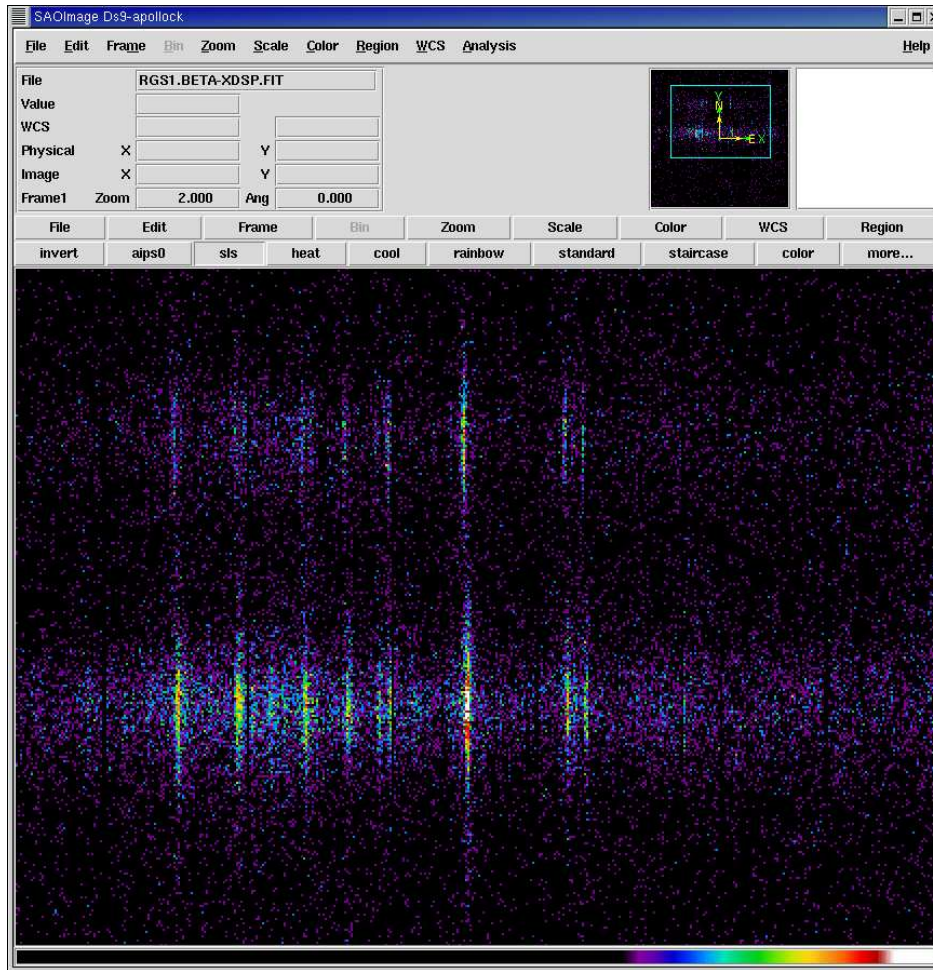 SAOImage Ds9-apollock
File Edit Frame Bin Zoom Scale Color Region WCS Analysis Help
File RGS1.BETA-XDSP.FIT
Value
WCS
Physical X Y
Image X Y
Frame1 Zoom 2.000 Ang 0.000
Y
N
E X
File Edit Frame Bin Zoom Scale Color WCS Region
invert aips0 sls heat cool rainbow standard staircase color more...